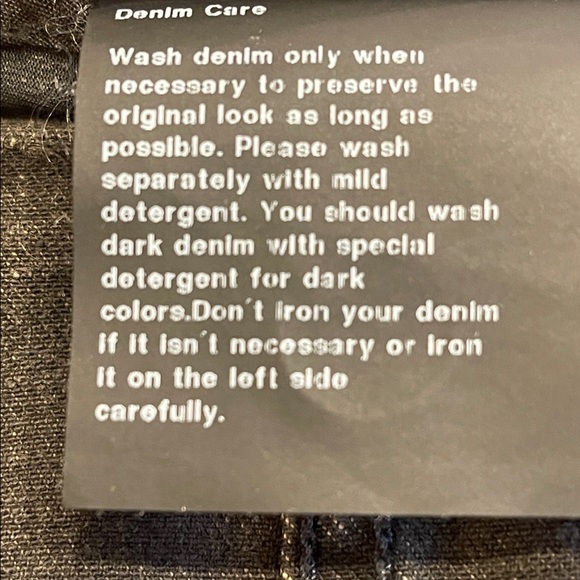 Denim Care
Wash denim only when
necessary to preserve the
original look as long as
possible. Please wash
separately with mild
detergent. You should wash
dark denim with special
detergent for dark
colors.Don´t iron your denim
if it isn´t necessary or iron
it on the left side
carefully.